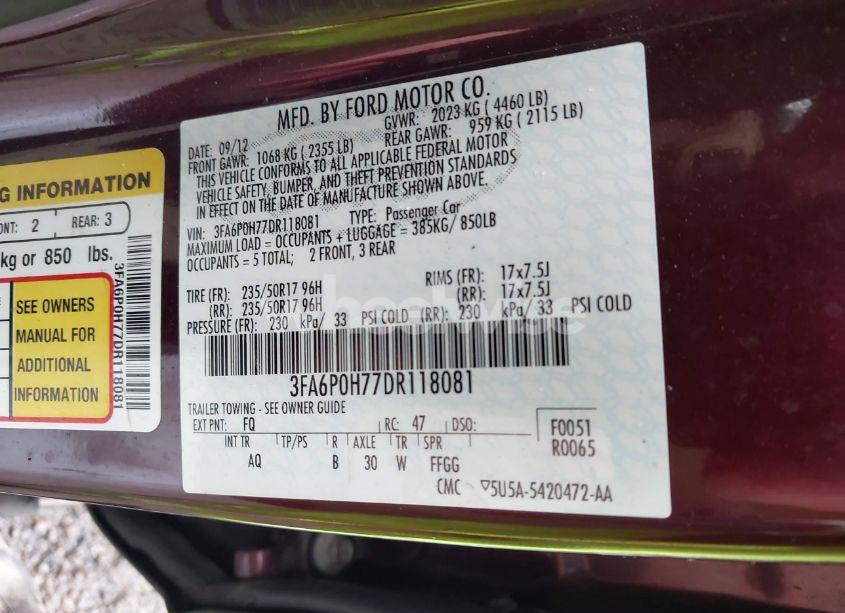 MFD. BY FORD MOTOR CO.
DATE: 09/12 GVWR: 2023 KG ( 4460 LB)
FRONT GAWR: 1068 KG ( 2355 LB) REAR GAWR: 959 KG ( 2115 LB)
THIS VEHICLE CONFORMS TO ALL APPLICABLE FEDERAL MOTOR
VEHICLE SAFETY, BUMPER, AND THEFT PREVENTION STANDARDS
IN EFFECT ON THE DATE OF MANUFACTURE SHOWN ABOVE.
VIN: 3FA6P0H77DR118081 TYPE: Passenger Car
MAXIMUM LOAD = OCCUPANTS + LUGGAGE = 385KG/ 850LB
OCCUPANTS = 5 TOTAL; 2 FRONT, 3 REAR
TIRE (FR): 235/50R17 96H RIMS (FR): 17x7.5J
(RR): 235/50R17 96H (RR): 17x7.5J
PRESSURE (FR): 230 kPa/ 33 PSI COLD (RR): 230 kPa/ 33 PSI COLD
3FA6P0H77DR118081
TRAILER TOWING - SEE OWNER GUIDE
EXT PNT: FQ RC: 47 DSO: F0051
R0065
INT TR TP/PS R AXLE TR SPR
AQ B 30 W FFGG
CMC ▽5U5A-5420472-AA
G INFORMATION
NT: 2 REAR: 3
kg or 850 lbs.
SEE OWNERS
MANUAL FOR
ADDITIONAL
INFORMATION
3FA6P0H77DR118081